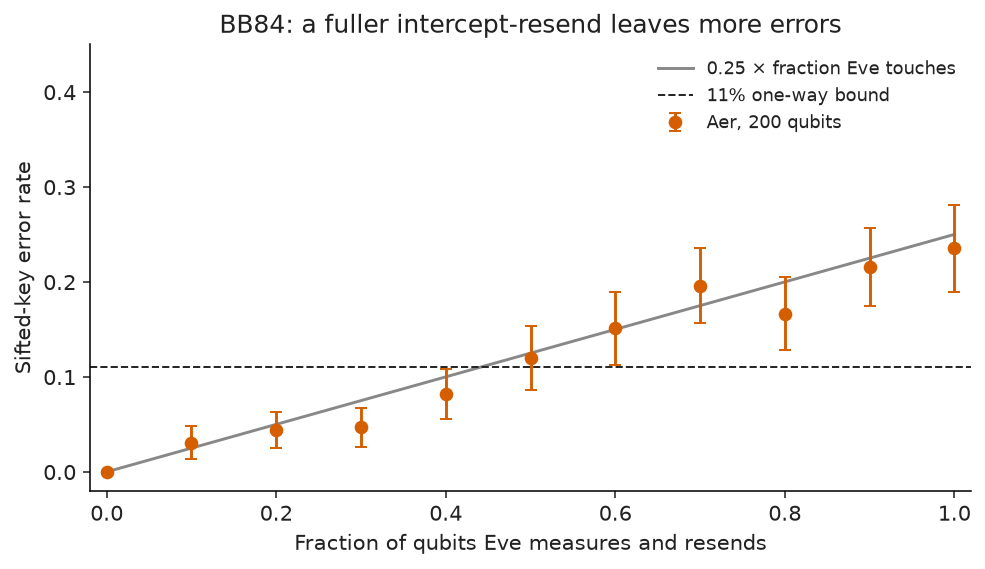 BB84: a fuller intercept-resend leaves more errors
0.25 × fraction Eve touches
11% one-way bound
Aer, 200 qubits
Sifted-key error rate
0.4
0.3
0.2
0.1
0.0
0.0 0.2 0.4 0.6 0.8 1.0
Fraction of qubits Eve measures and resends